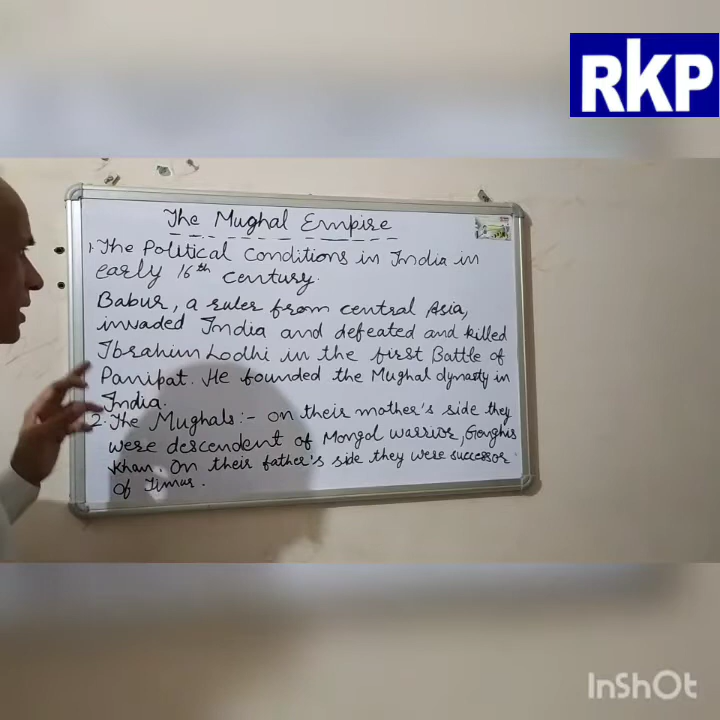 RKP
The Mughal Empire
1. The Political conditions in India in
early 16th century.
Babur, a ruler from central Asia,
invaded India and defeated and killed
Ibrahim Lodhi in the first Battle of
Panipat. He founded the Mughal dynasty in
India.
2. The Mughals:- on their mother's side they
were descendent of Mongol warrior, Genghis
Khan. On their father's side they were successor
of Timur.
InShOt